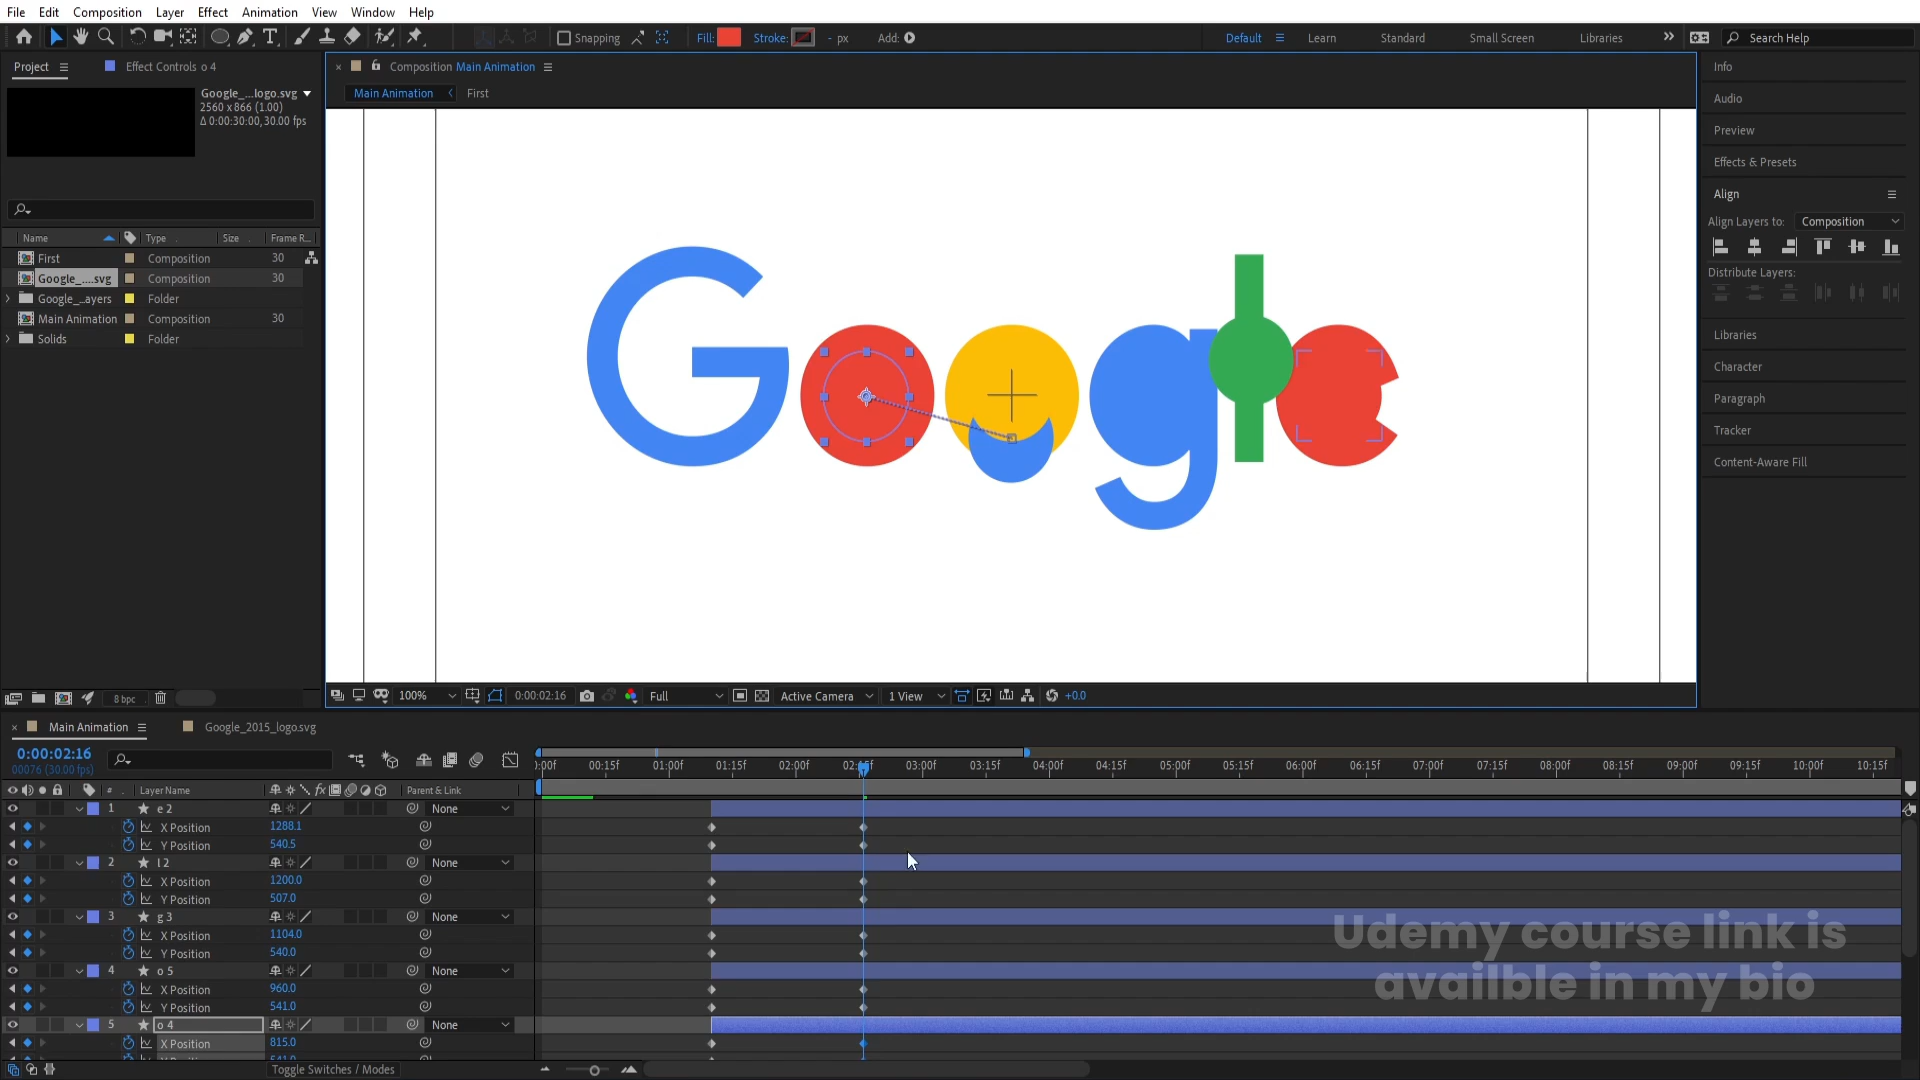 File Edit Composition Layer Effect Animation View Window Help
Snapping Fill: Stroke: - px Add: Default Learn Standard Small Screen Libraries Search Help
Project Effect Controls o 4
Composition Main Animation
Info
Google_...logo.svg
2560 x 866 (1.00)
Δ 0:00:30:00, 30.00 fps
Main Animation First
Audio
Preview
Effects & Presets
Align
Align Layers to: Composition
Distribute Layers:
Libraries
Character
Paragraph
Tracker
Content-Aware Fill
Name Type Size Frame R...
First Composition 30
Google_....svg Composition 30
Google_...ayers Folder
Main Animation Composition 30
Solids Folder
8 bpc
100% 0:00:02:16 Full Active Camera 1 View +0.0
Main Animation Google_2015_logo.svg
0:00:02:16
00076 (30.00 fps)
):00f 00:15f 01:00f 01:15f 02:00f 03:00f 03:15f 04:00f 04:15f 05:00f 05:15f 06:00f 06:15f 07:00f 07:15f 08:00f 08:15f 09:00f 09:15f 10:00f 10:15f
# Layer Name fx Parent & Link
1 e 2 None
X Position 1288.1
Y Position 540.5
2 l 2 None
X Position 1200.0
Y Position 507.0
3 g 3 None
X Position 1104.0
Y Position 540.0
4 o 5 None
X Position 960.0
Y Position 541.0
5 o 4 None
X Position 815.0
Toggle Switches / Modes
Udemy course link is
availble in my bio